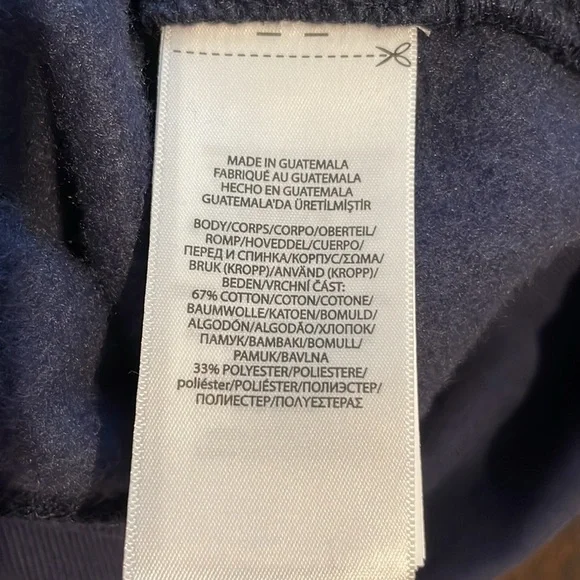 MADE IN GUATEMALA
FABRIQUÉ AU GUATEMALA
HECHO EN GUATEMALA
GUATEMALA'DA ÜRETİLMİŞTİR
BODY/CORPS/CORPO/OBERTEIL/
ROMP/HOVEDDEL/CUERPO/
ПЕРЕД И СПИНКА/КОРПУС/ΣΩΜΑ/
BRUK (KROPP)/ANVÄND (KROPP)/
BEDEN/VRCHNÍ ČÁST:
67% COTTON/COTON/COTONE/
BAUMWOLLE/KATOEN/BOMULD/
ALGODÓN/ALGODÃO/ХЛОПОК/
ПАМУК/ΒΑΜΒΑΚΙ/BOMULL/
PAMUK/BAVLNA
33% POLYESTER/POLIESTERE/
poliéster/POLIÉSTER/ПОЛИЭСТЕР/
ПОЛИЕСТЕР/ΠΟΛΥΕΣΤΕΡΑΣ